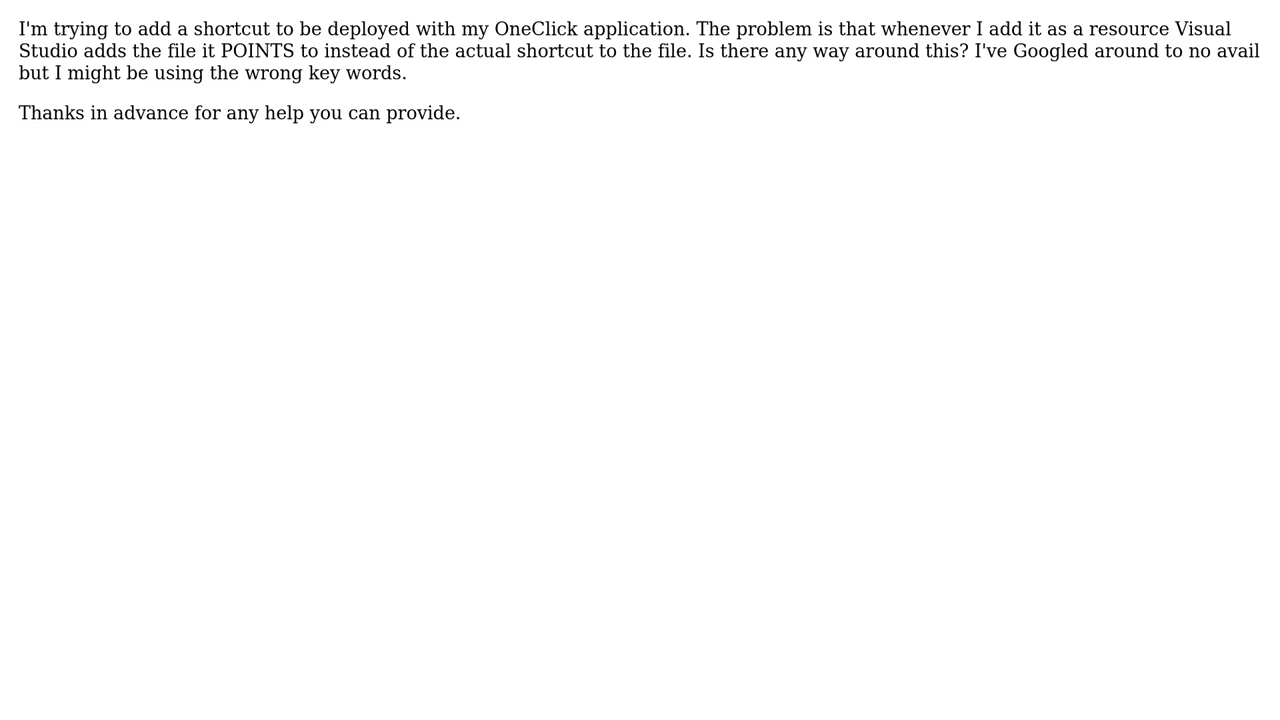 I'm trying to add a shortcut to be deployed with my OneClick application. The problem is that whenever I add it as a resource Visual
Studio adds the file it POINTS to instead of the actual shortcut to the file. Is there any way around this? I've Googled around to no avail
but I might be using the wrong key words.
Thanks in advance for any help you can provide.